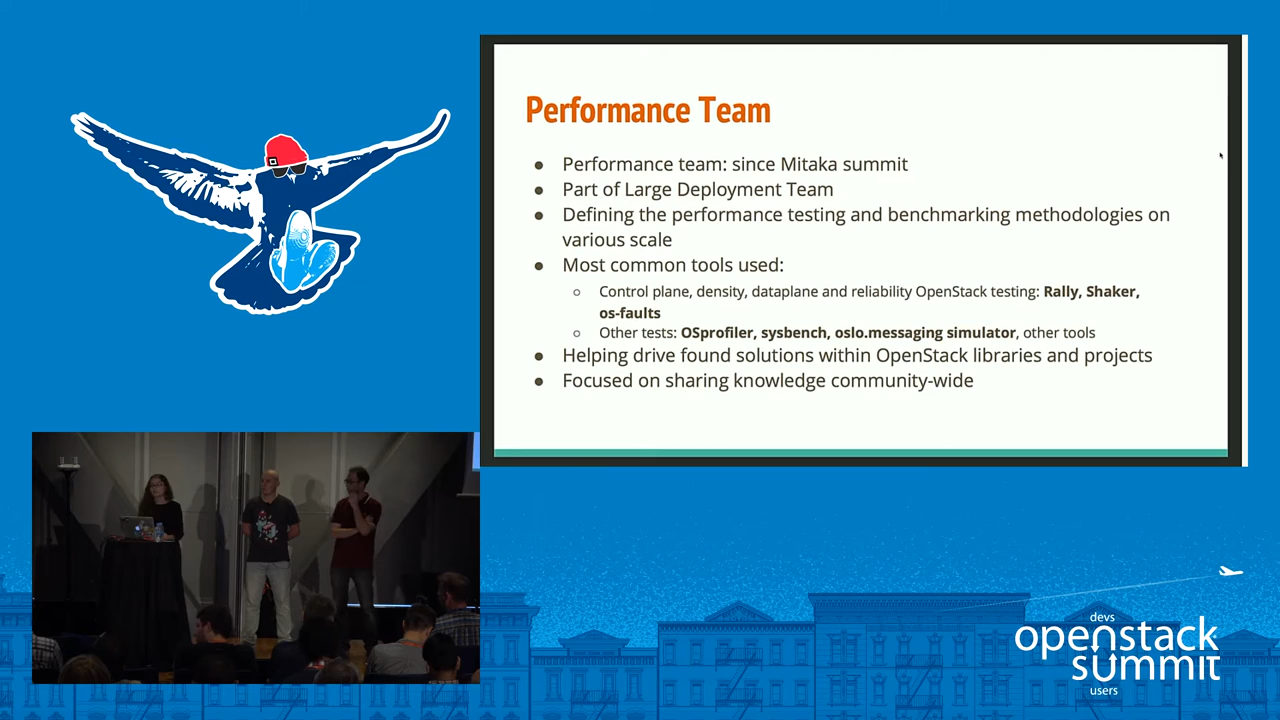 Performance Team
● Performance team: since Mitaka summit
● Part of Large Deployment Team
● Defining the performance testing and benchmarking methodologies on
various scale
● Most common tools used:
○ Control plane, density, dataplane and reliability OpenStack testing: Rally, Shaker,
os-faults
○ Other tests: OSprofiler, sysbench, oslo.messaging simulator, other tools
● Helping drive found solutions within OpenStack libraries and projects
● Focused on sharing knowledge community-wide
devs
openstack
summit
users